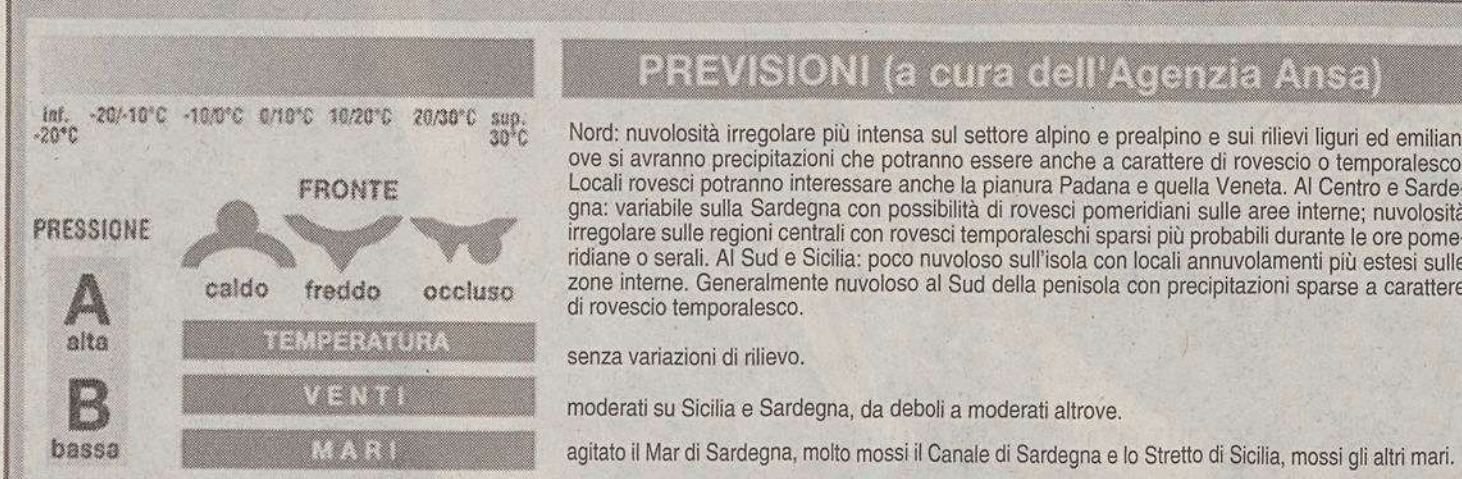 inf. -20/-10°C -10/0°C 0/10°C 10/20°C 20/30°C sup.
-20°C 30°C
FRONTE
PRESSIONE
caldo freddo occluso
A
alta
B
bassa
TEMPERATURA
VENTI
MARI
PREVISIONI (a cura dell'Agenzia Ansa)
Nord: nuvolosità irregolare più intensa sul settore alpino e prealpino e sui rilievi liguri ed emilian
ove si avranno precipitazioni che potranno essere anche a carattere di rovescio o temporalesco
Locali rovesci potranno interessare anche la pianura Padana e quella Veneta. Al Centro e Sarde-
gna: variabile sulla Sardegna con possibilità di rovesci pomeridiani sulle aree interne; nuvolosità
irregolare sulle regioni centrali con rovesci temporaleschi sparsi più probabili durante le ore pome-
ridiane o serali. Al Sud e Sicilia: poco nuvoloso sull'isola con locali annuvolamenti più estesi sulle
zone interne. Generalmente nuvoloso al Sud della penisola con precipitazioni sparse a carattere
di rovescio temporalesco.
senza variazioni di rilievo.
moderati su Sicilia e Sardegna, da deboli a moderati altrove.
agitato il Mar di Sardegna, molto mossi il Canale di Sardegna e lo Stretto di Sicilia, mossi gli altri mari.